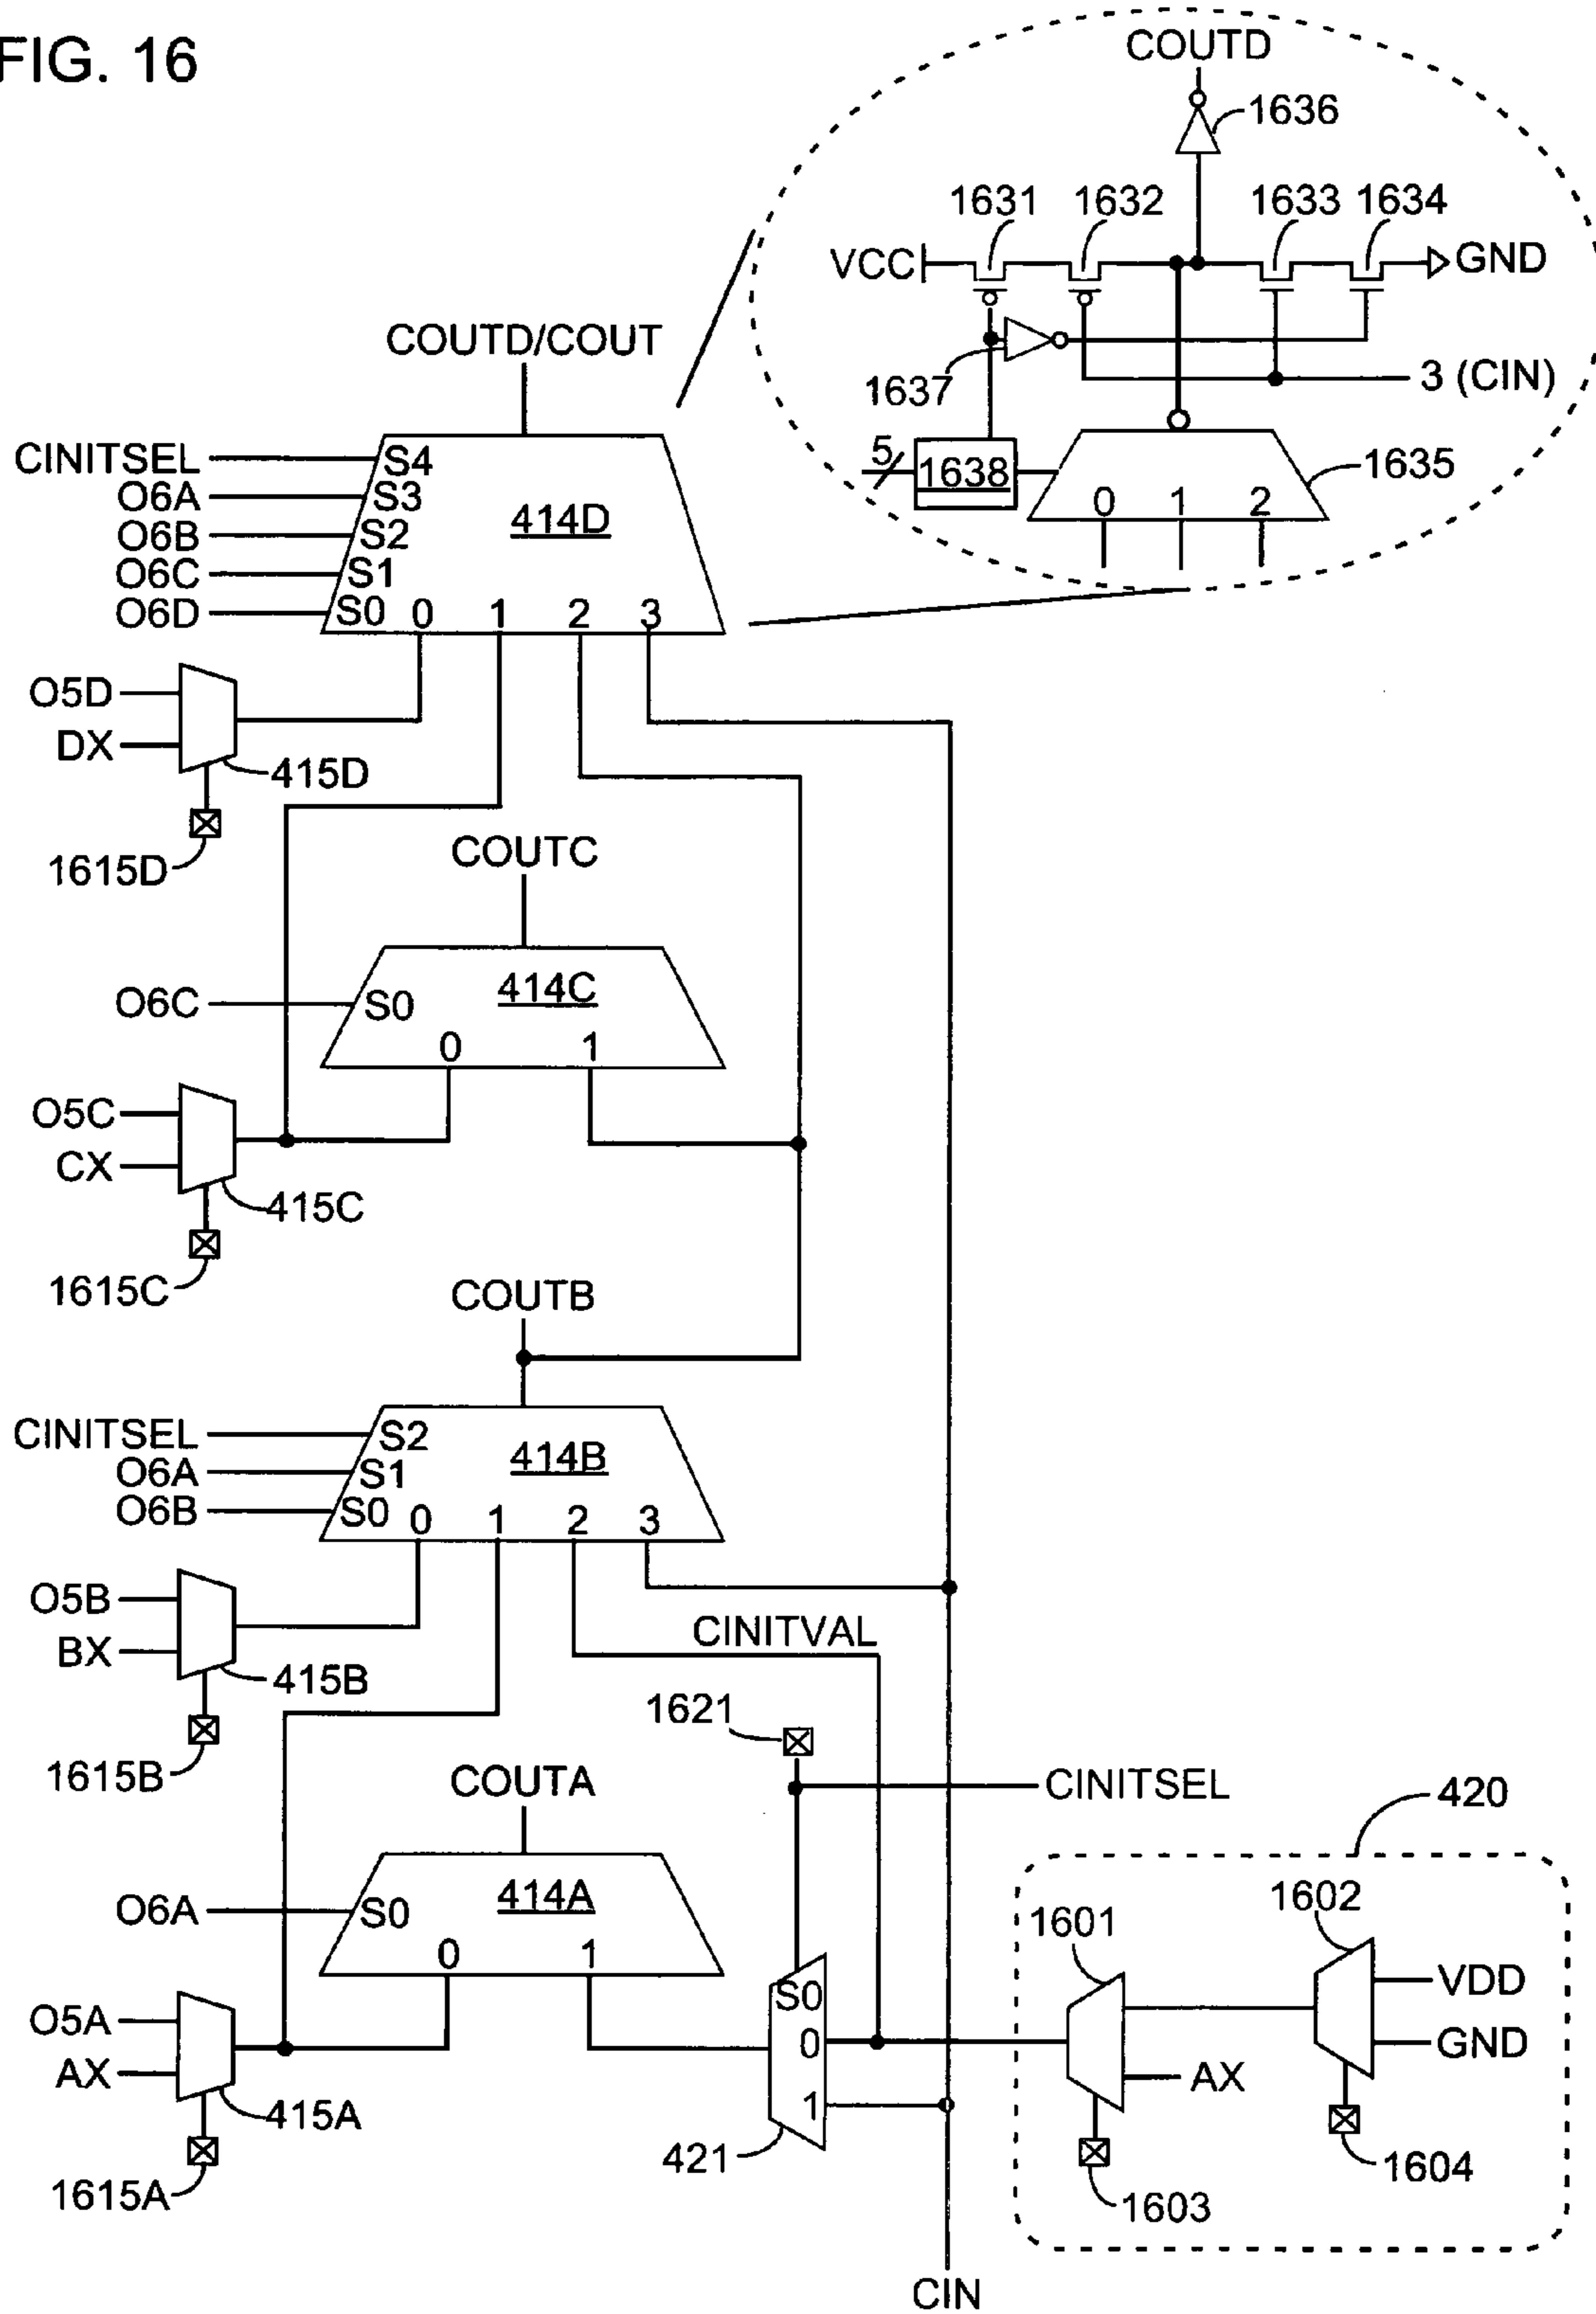 FIG. 16
COUTD
1636
1631 1632 1633 1634
VCC GND
1637
3 (CIN)
5
1638
1635
0 1 2
COUTD/COUT
CINITSEL S4
O6A S3
O6B S2
O6C S1
O6D S0
414D
0 1 2 3
O5D
DX
415D
1615D
COUTC
O6C S0
414C
0 1
O5C
CX
415C
1615C
COUTB
CINITSEL S2
O6A S1
O6B S0
414B
0 1 2 3
O5B
BX
415B
1615B
CINITVAL
1621
CINITSEL
COUTA
O6A S0
414A
0 1
O5A
AX
415A
1615A
S0
0
1
421
420
1601
1602
VDD
GND
AX
1603
1604
CIN